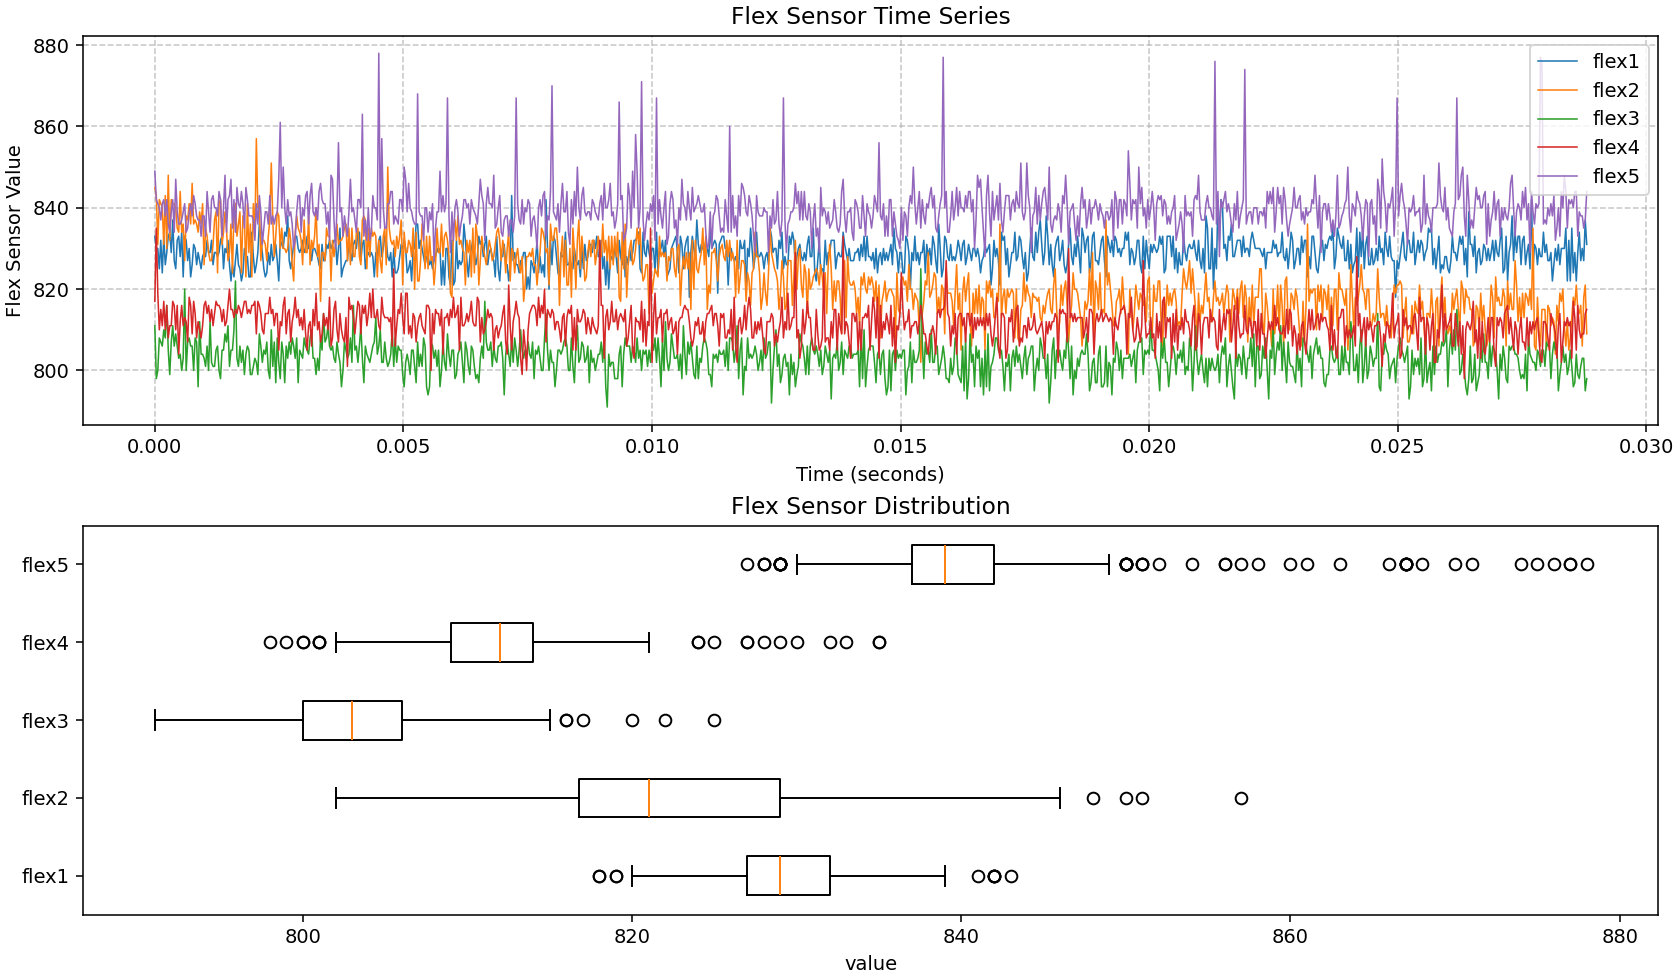 Flex Sensor Time Series
Flex Sensor Value
880
860
840
820
800
flex1
flex2
flex3
flex4
flex5
0.000 0.005 0.010 0.015 0.020 0.025 0.030
Time (seconds)
Flex Sensor Distribution
flex5
flex4
flex3
flex2
flex1
800 820 840 860 880
value